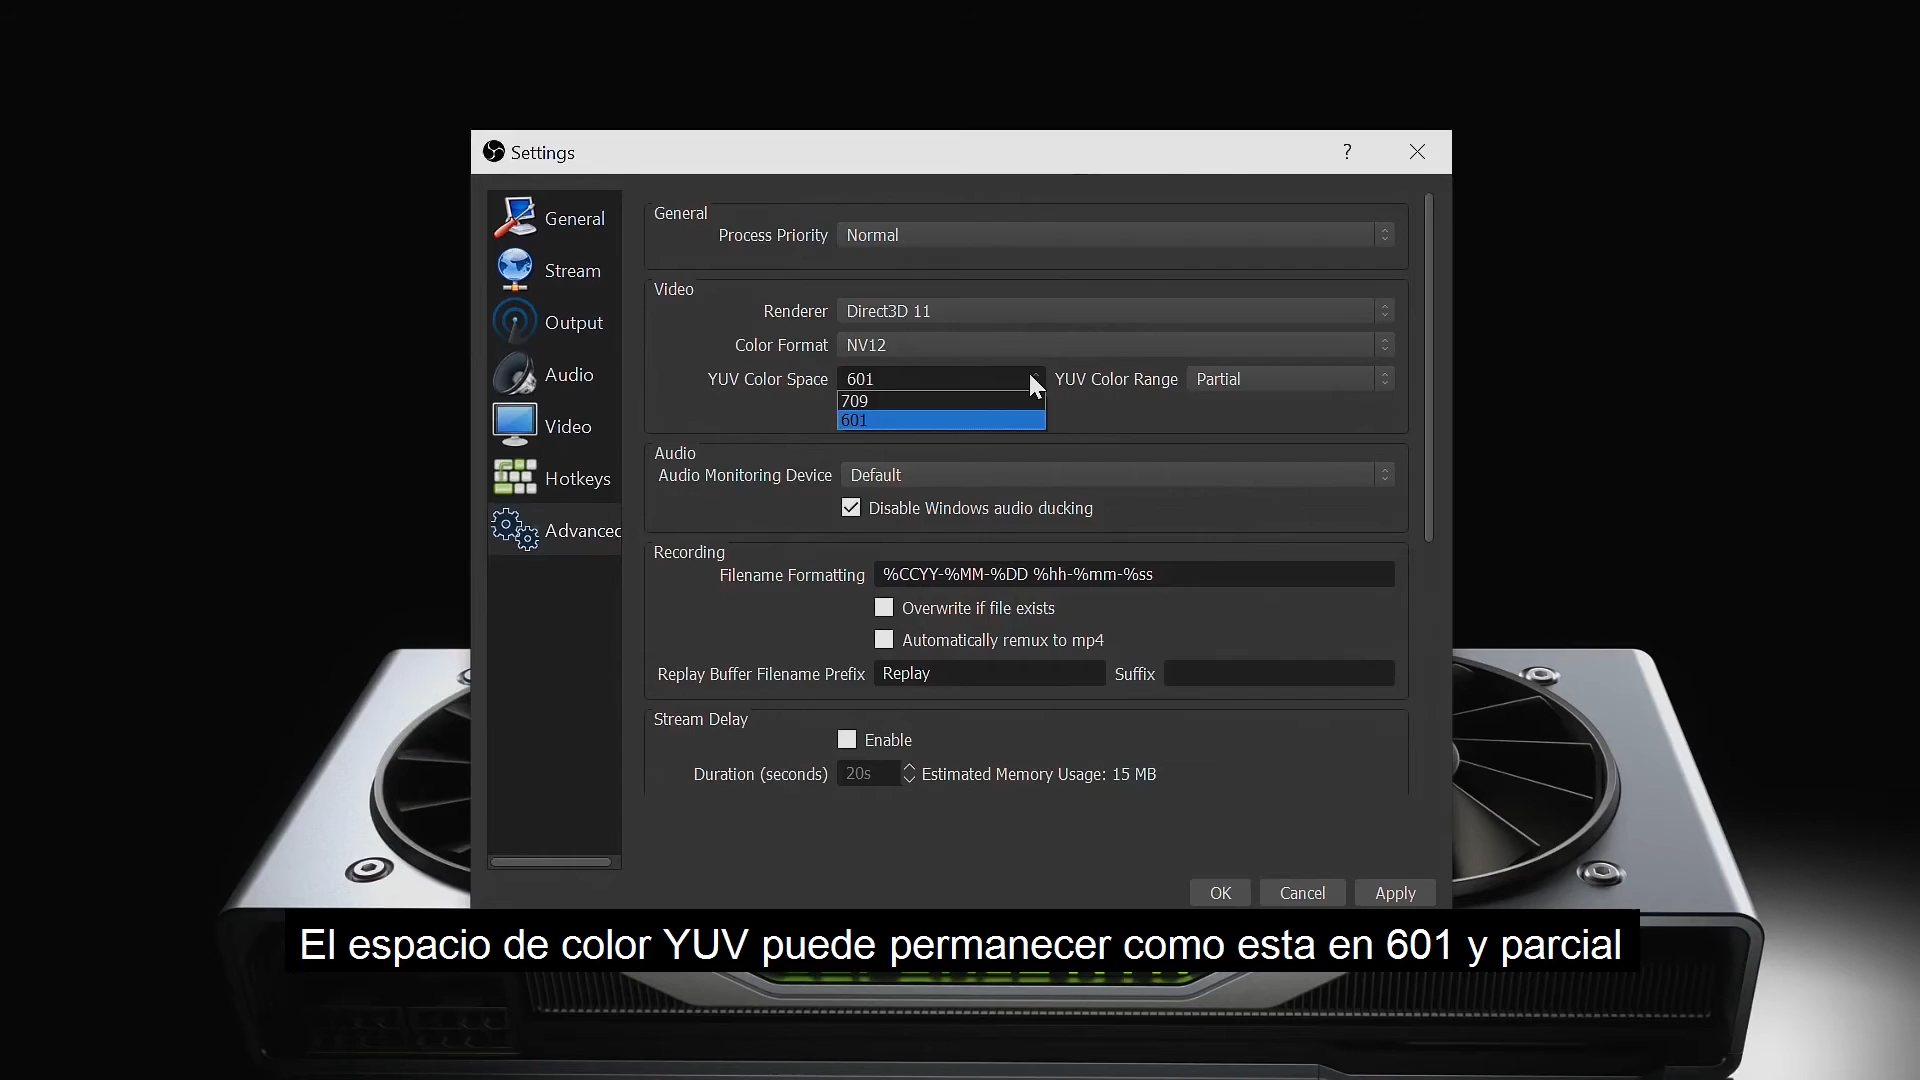 Settings
?
General
Stream
Output
Audio
Video
Hotkeys
Advanced
General
Process Priority Normal
Video
Renderer Direct3D 11
Color Format NV12
YUV Color Space 601 YUV Color Range Partial
709
601
Audio
Audio Monitoring Device Default
Disable Windows audio ducking
Recording
Filename Formatting %CCYY-%MM-%DD %hh-%mm-%ss
Overwrite if file exists
Automatically remux to mp4
Replay Buffer Filename Prefix Replay Suffix
Stream Delay
Enable
Duration (seconds) 20s Estimated Memory Usage: 15 MB
OK Cancel Apply
El espacio de color YUV puede permanecer como esta en 601 y parcial